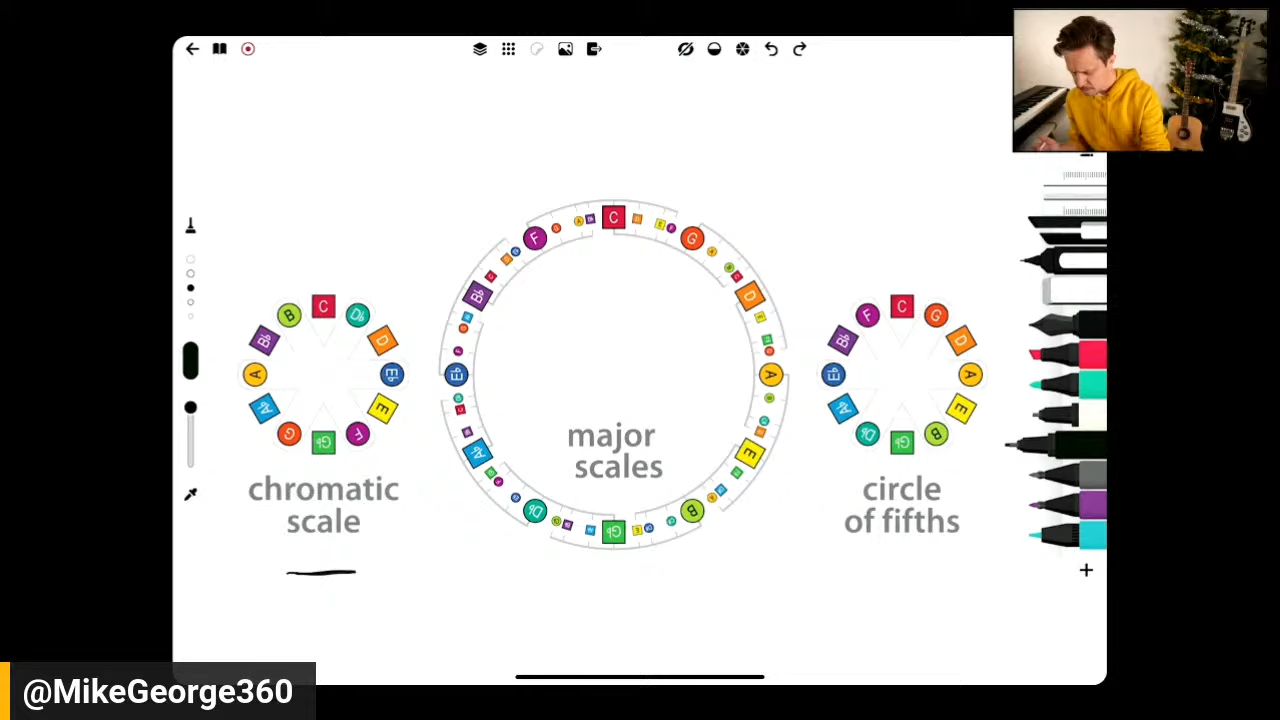 C
G
D
A
E
B
G♭
D♭
A♭
E♭
B♭
F
major
scales
C
D♭
D
E♭
E
F
G♭
G
A♭
A
B♭
B
chromatic
scale
C
G
D
A
E
B
G♭
D♭
A♭
E♭
B♭
F
circle
of fifths
@MikeGeorge360